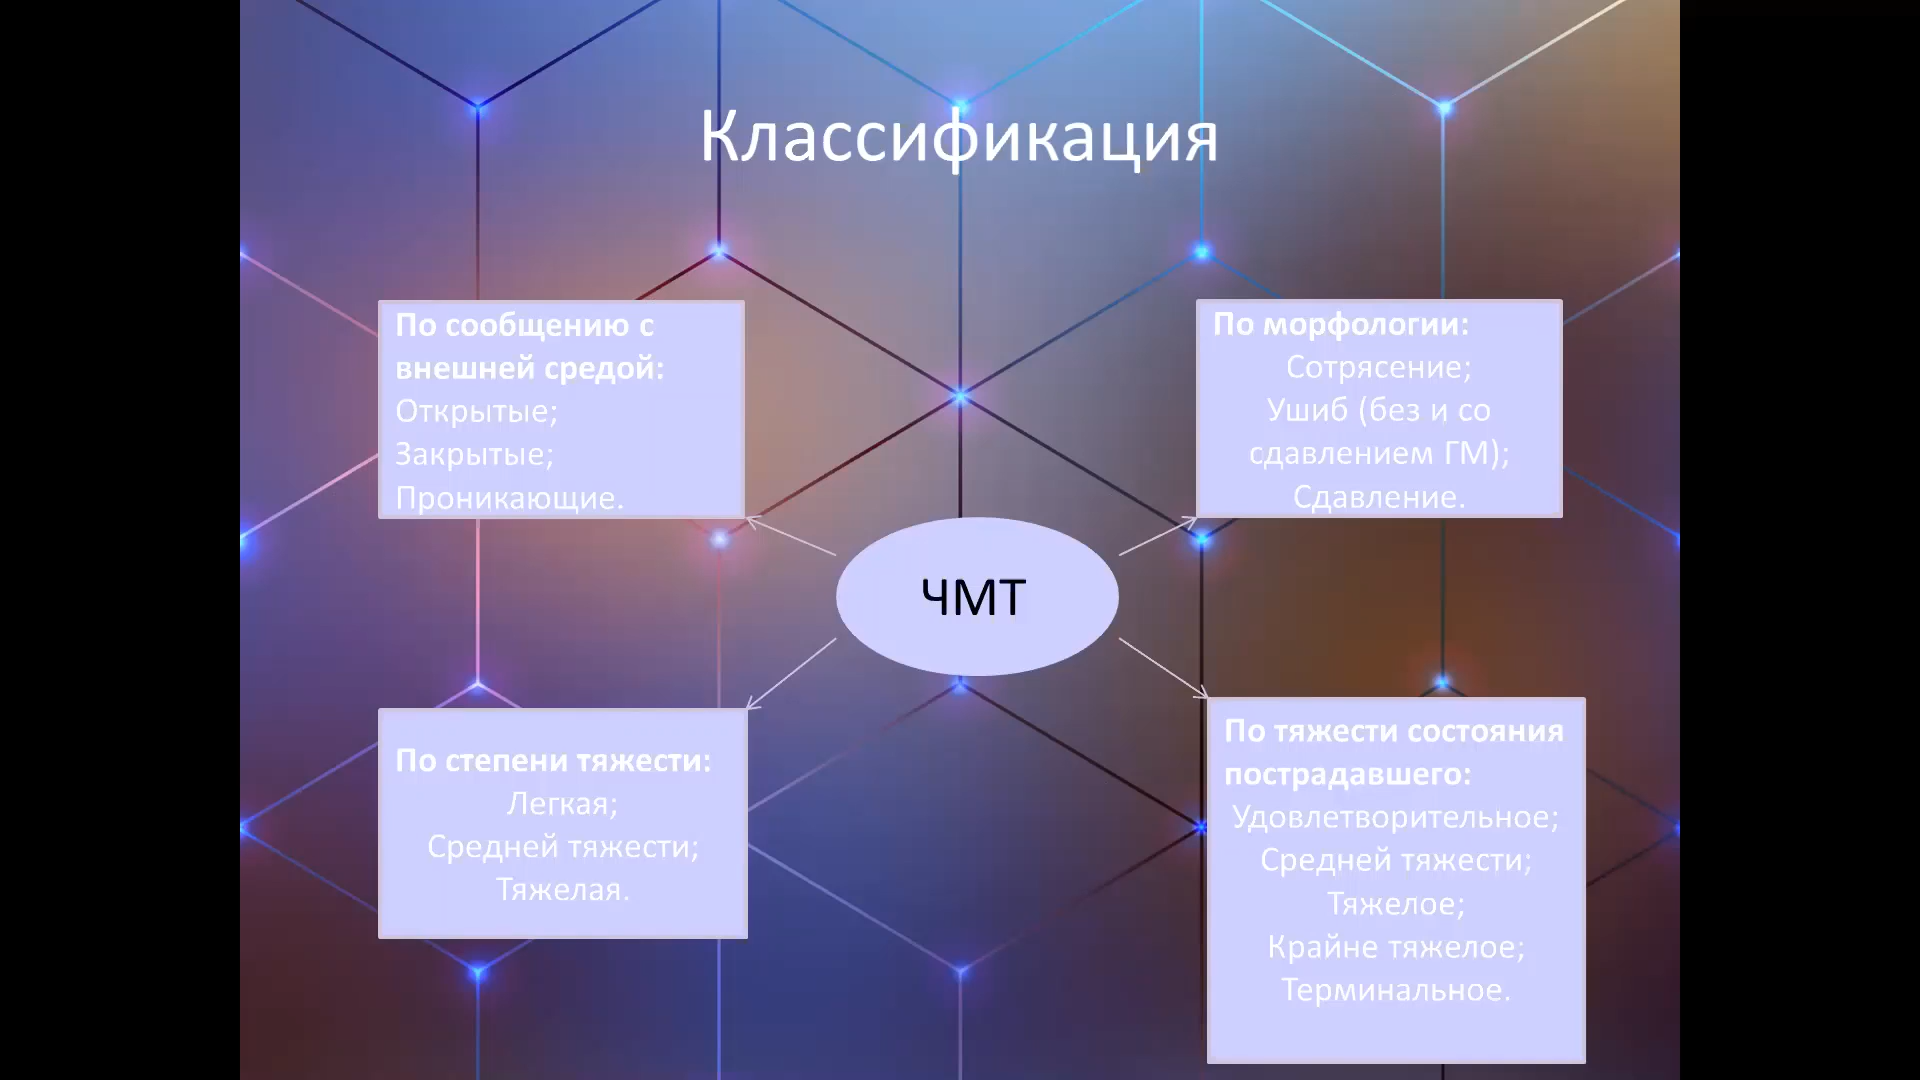 Классификация
По сообщению с
внешней средой:
Открытые;
Закрытые;
Проникающие.
По морфологии:
Сотрясение;
Ушиб (без и со
сдавлением ГМ);
Сдавление.
ЧМТ
По степени тяжести:
Легкая;
Средней тяжести;
Тяжелая.
По тяжести состояния
пострадавшего:
Удовлетворительное;
Средней тяжести;
Тяжелое;
Крайне тяжелое;
Терминальное.